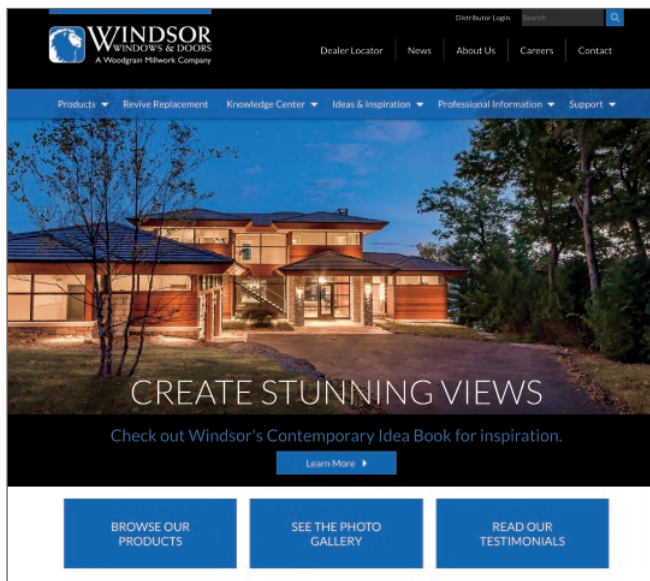 Distributor Login
Search
WINDSOR
WINDOWS & DOORS
A Woodgrain Millwork Company
Dealer Locator
News
About Us
Careers
Contact
Products
Revive Replacement
Knowledge Center
Ideas & Inspiration
Professional Information
Support
CREATE STUNNING VIEWS
Check out Windsor's Contemporary Idea Book for inspiration.
Learn More
BROWSE OUR
PRODUCTS
SEE THE PHOTO
GALLERY
READ OUR
TESTIMONIALS